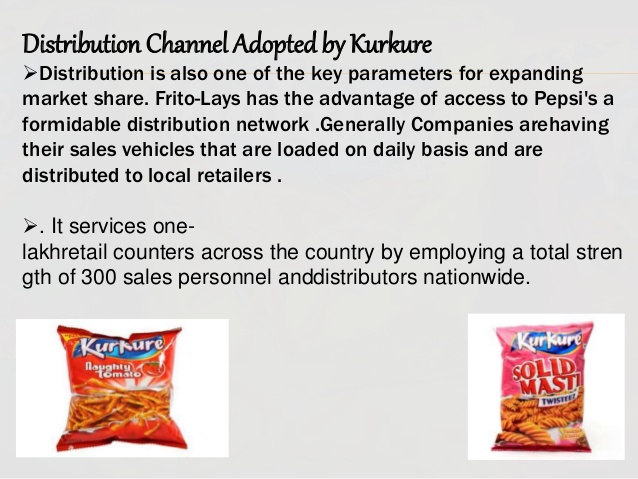 Distribution Channel Adopted by Kurkure
➢Distribution is also one of the key parameters for expanding
market share. Frito-Lays has the advantage of access to Pepsi's a
formidable distribution network .Generally Companies arehaving
their sales vehicles that are loaded on daily basis and are
distributed to local retailers .
➢. It services one-
lakhretail counters across the country by employing a total stren
gth of 300 sales personnel anddistributors nationwide.
Kurkure
Naughty
Tomato
Kurkure
SOLID
MASTI
TWISTEEZ